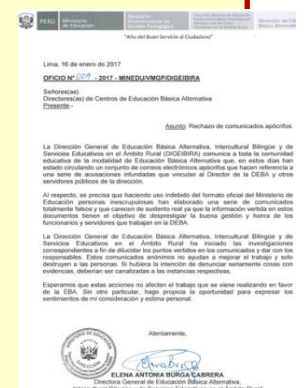 PERÚ Ministerio de Educación
"Año del Buen Servicio al Ciudadano"
Lima, 16 de enero de 2017
OFICIO N° 029 - 2017 - MINEDU/VMGP/DIGEIBIRA
Señores(as)
Directores(as) de Centros de Educación Básica Alternativa
Presente.-
Asunto: Rechazo de comunicados apócrifos.
La Dirección General de Educación Básica Alternativa, Intercultural Bilingüe y de
Servicios Educativos en el Ámbito Rural (DIGEIBIRA) comunica a toda la comunidad
educativa de la modalidad de Educación Básica Alternativa que, en estos días han
estado circulando un conjunto de correos electrónicos apócrifos que hacen referencia a
una serie de acusaciones infundadas que vinculan al Director de la DEBA y otros
servidores públicos de la dirección.
Al respecto, se precisa que haciendo uso indebido del formato oficial del Ministerio de
Educación personas inescrupulosas han elaborado una serie de comunicados
totalmente falsos y que carecen de sustento real ya que la información vertida en estos
documentos tienen el objetivo de desprestigiar la buena gestión y honra de los
funcionarios y servidores que trabajan en la DEBA.
La Dirección General de Educación Básica Alternativa, Intercultural Bilingüe y de
Servicios Educativos en el Ámbito Rural ha iniciado las investigaciones
correspondientes a fin de dilucidar los puntos vertidos en los comunicados y dar con los
responsables. Estos comunicados anónimos no ayudan a mejorar el trabajo y solo
destruyen a las personas. Si hubiera la intención de denunciar seriamente cosas con
evidencias, deberían ser canalizadas a las instancias respectivas.
Esperamos que estas acciones no afecten el trabajo que se viene realizando en favor
de la EBA. Sin otro particular, hago propicia la oportunidad para expresar los
sentimientos de mi consideración y estima personal.
Atentamente,
ELENA ANTONIA BURGA CABRERA
Directora General de Educación Básica Alternativa,